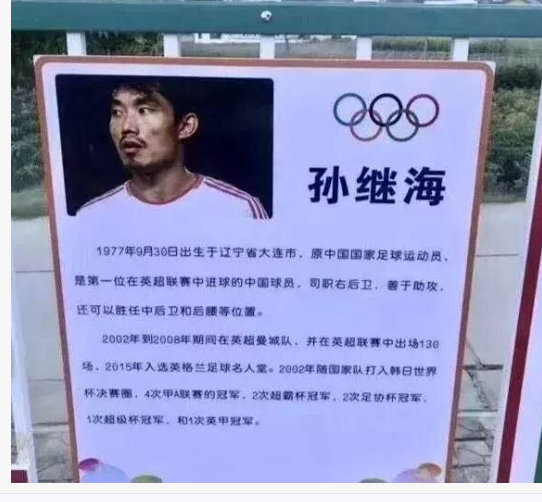 孙继海
1977年9月30日出生于辽宁省大连市，原中国国家足球运动员，
是第一位在英超联赛中进球的中国球员，司职右后卫，善于助攻，
还可以胜任中后卫和后腰等位置。
2002年到2008年期间在英超曼城队，并在英超联赛中出场130
场，2015年入选英格兰足球名人堂。2002年随国家队打入韩日世界
杯决赛圈，4次甲A联赛的冠军，2次超霸杯冠军，2次足协杯冠军，
1次超级杯冠军，和1次英甲冠军。